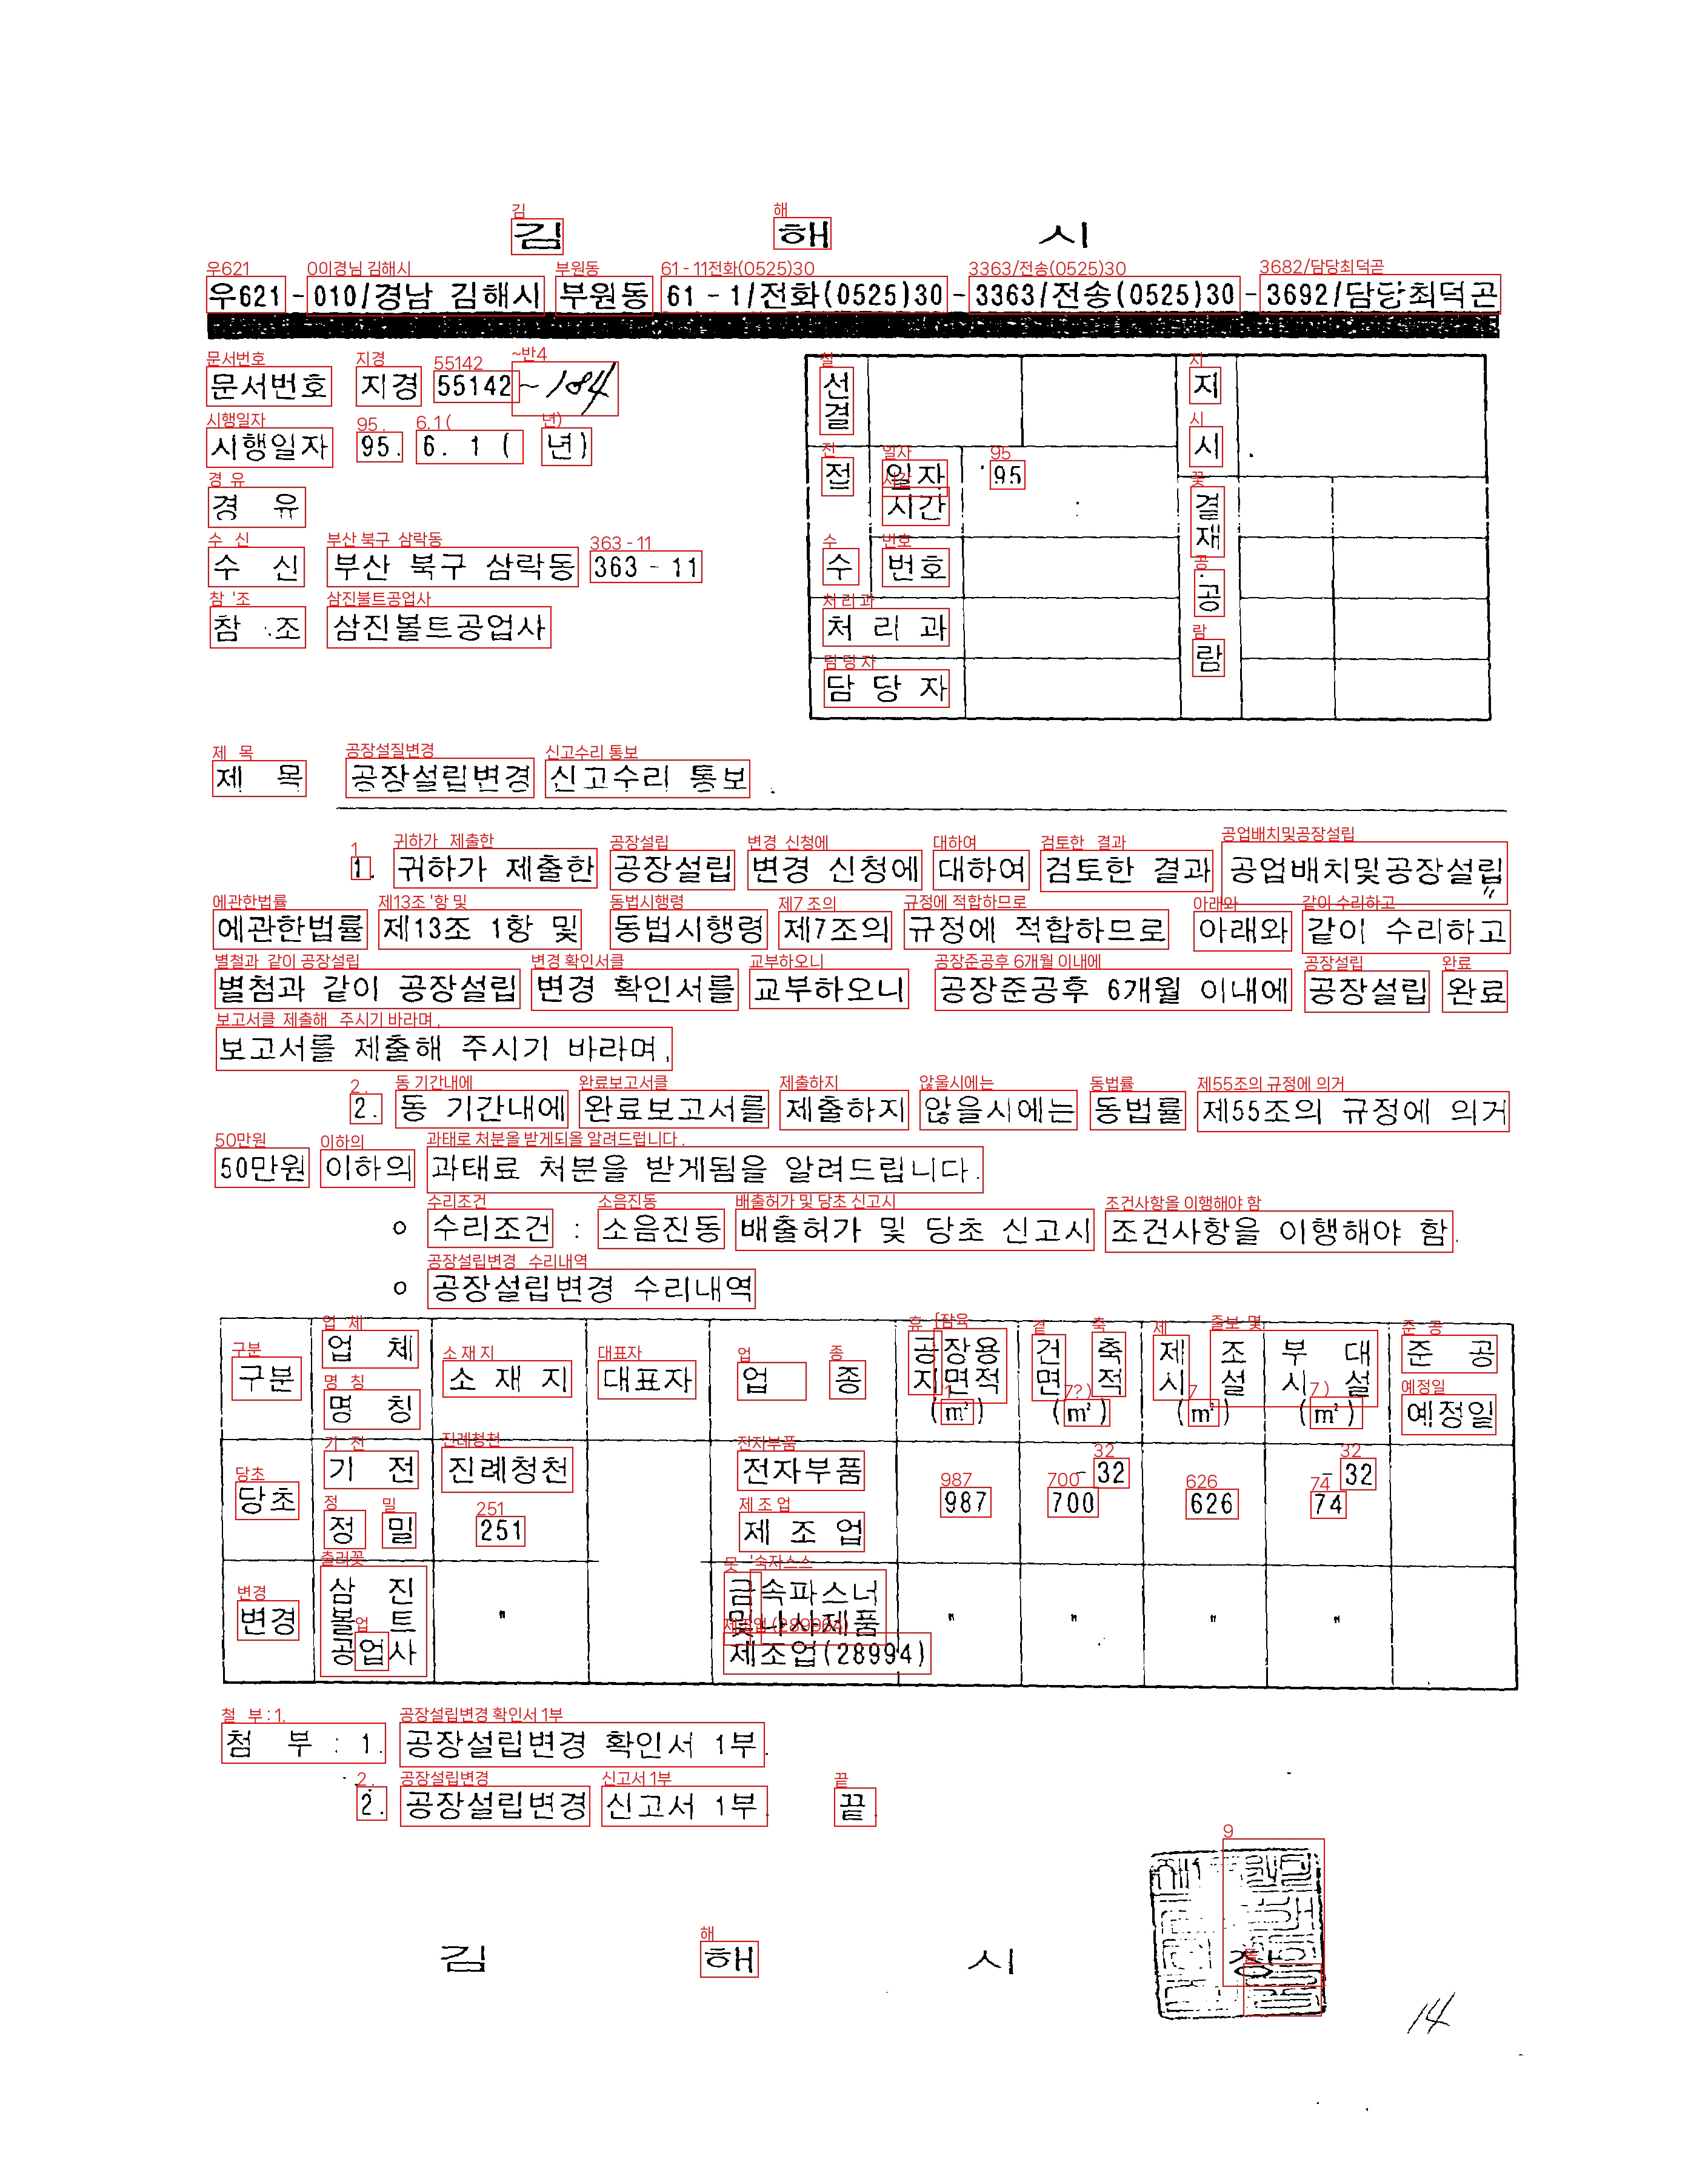 김 해 시
우621-010/경남 김해시 부원동 61-1/전화(0525)30-3363/전송(0525)30-3692/담당최덕곤
문서번호 지경 55142~184
시행일자 95. 6. 1 ( 년)
경 유
수 신 부산 북구 삼락동 363-11
참 조 삼진볼트공업사
선결 지시
접수 일자 시간 '95 : 결재·공람
번호
처 리 과
담 당 자
제 목 공장설립변경 신고수리 통보
1. 귀하가 제출한 공장설립 변경 신청에 대하여 검토한 결과 공업배치및공장설립
에관한법률 제13조 1항 및 동법시행령 제7조의 규정에 적합하므로 아래와 같이 수리하고
별첨과 같이 공장설립 변경 확인서를 교부하오니 공장준공후 6개월 이내에 공장설립 완료
보고서를 제출해 주시기 바라며,
2. 동 기간내에 완료보고서를 제출하지 않을시에는 동법률 제55조의 규정에 의거
50만원 이하의 과태료 처분을 받게됨을 알려드립니다.
o 수리조건 : 소음진동 배출허가 및 당초 신고시 조건사항을 이행해야 함.
o 공장설립변경 수리내역
구분 업체명칭 소재지 대표자 업종 공장용지면적(㎡) 건축면적(㎡) 제조시설(㎡) 부대시설(㎡) 준공예정일
당초 기전정밀 진례청천 251 전자부품 제조업 987 700-32 626 74-32
변경 삼진볼트공업사 " 금속파스너및나사제품제조업(28994) " " " "
첨 부 : 1. 공장설립변경 확인서 1부.
2. 공장설립변경 신고서 1부. 끝.
김 해 시 장
14